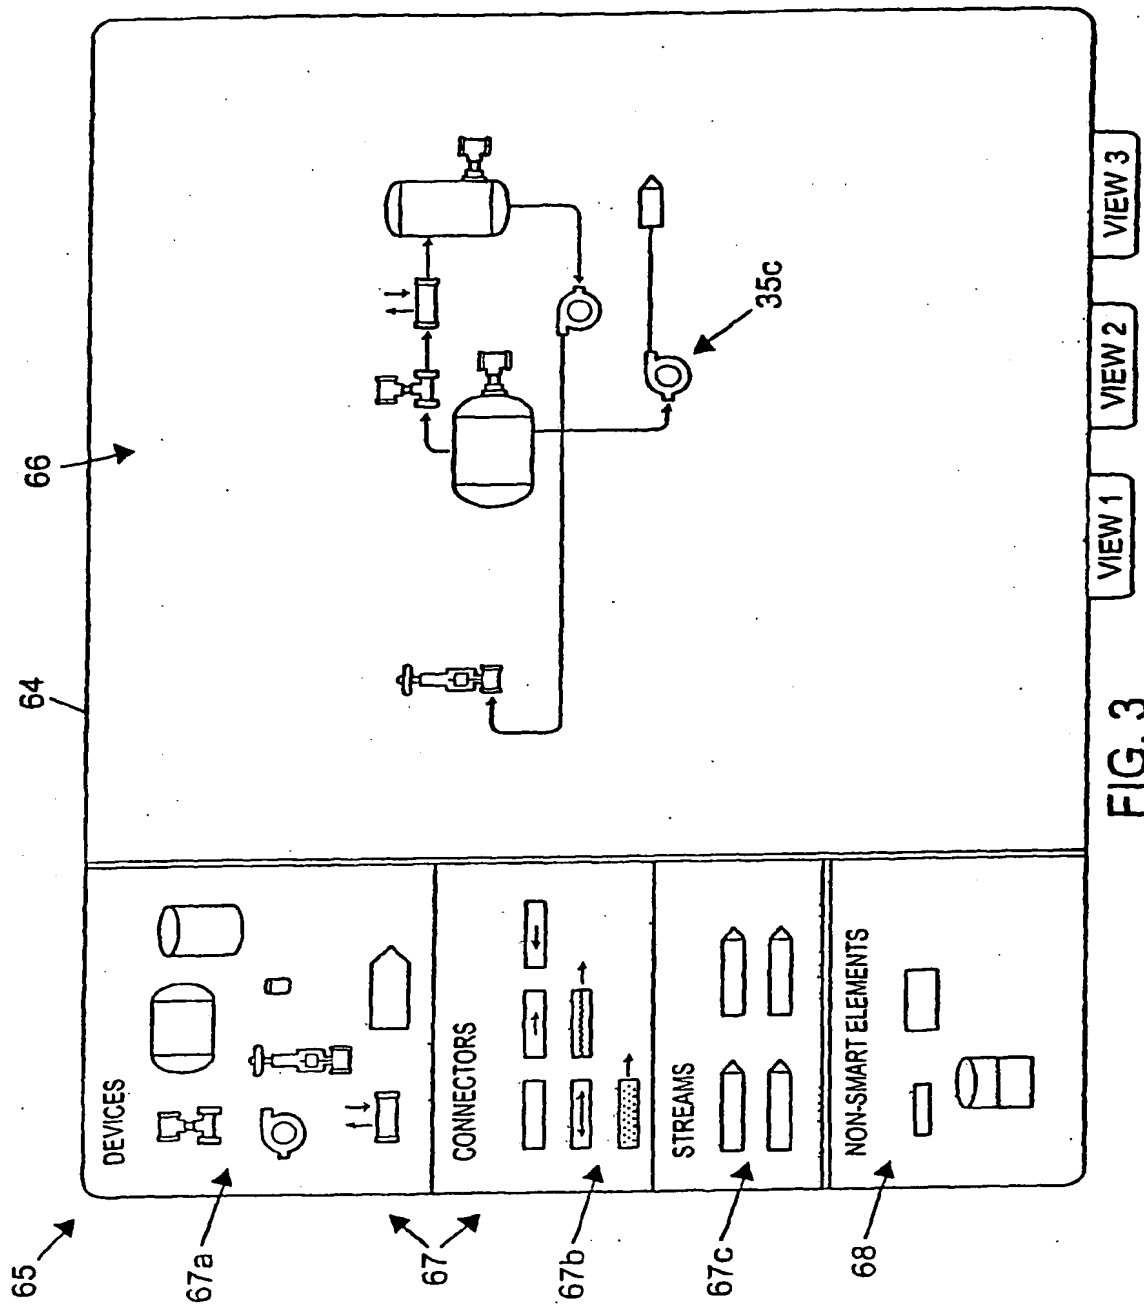 65
64
66
67a
DEVICES
67
CONNECTORS
67b
STREAMS
67c
NON-SMART ELEMENTS
68
35c
VIEW 1
VIEW 2
VIEW 3
FIG. 3